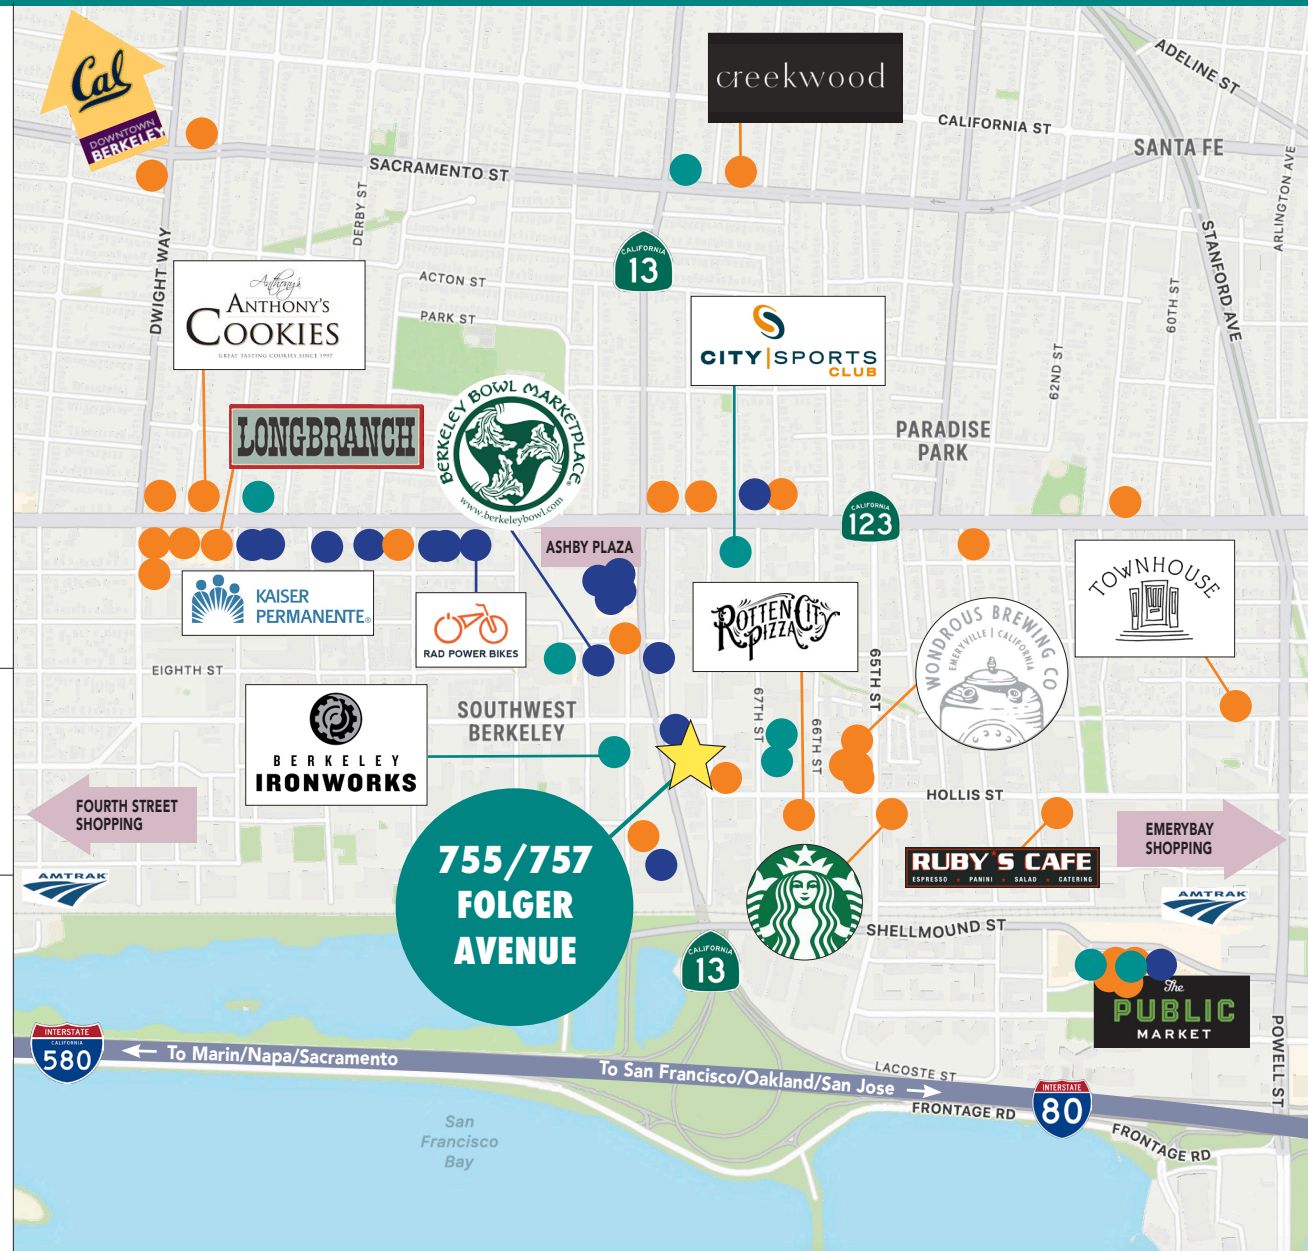 Cal
DOWNTOWN
BERKELEY
creekwood
ADELINE ST
CALIFORNIA ST
SANTA FE
ARLINGTON AVE
SACRAMENTO ST
DERBY ST
DWIGHT WAY
STANFORD AVE
CALIFORNIA
13
ACTON ST
PARK ST
60TH ST
62ND ST
Anthony's
ANTHONY'S
COOKIES
GREAT TASTING COOKIES SINCE 1997
CITY|SPORTS
CLUB
LONGBRANCH
BERKELEY BOWL MARKETPLACE
www.berkeleybowl.com
PARADISE
PARK
CALIFORNIA
123
ASHBY PLAZA
KAISER
PERMANENTE®
RAD POWER BIKES
ROTTEN CITY
PIZZA
WONDROUS BREWING CO
EMERYVILLE | CALIFORNIA
TOWNHOUSE
EIGHTH ST
65TH ST
67TH ST
66TH ST
SOUTHWEST
BERKELEY
BERKELEY
IRONWORKS
HOLLIS ST
FOURTH STREET
SHOPPING
EMERYBAY
SHOPPING
755/757
FOLGER
AVENUE
RUBY'S CAFE
ESPRESSO PANINI SALAD CATERING
AMTRAK
AMTRAK
SHELLMOUND ST
CALIFORNIA
13
The
PUBLIC
MARKET
POWELL ST
INTERSTATE
CALIFORNIA
580
To Marin/Napa/Sacramento
To San Francisco/Oakland/San Jose
LACOSTE ST
INTERSTATE
80
FRONTAGE RD
FRONTAGE RD
San
Francisco
Bay